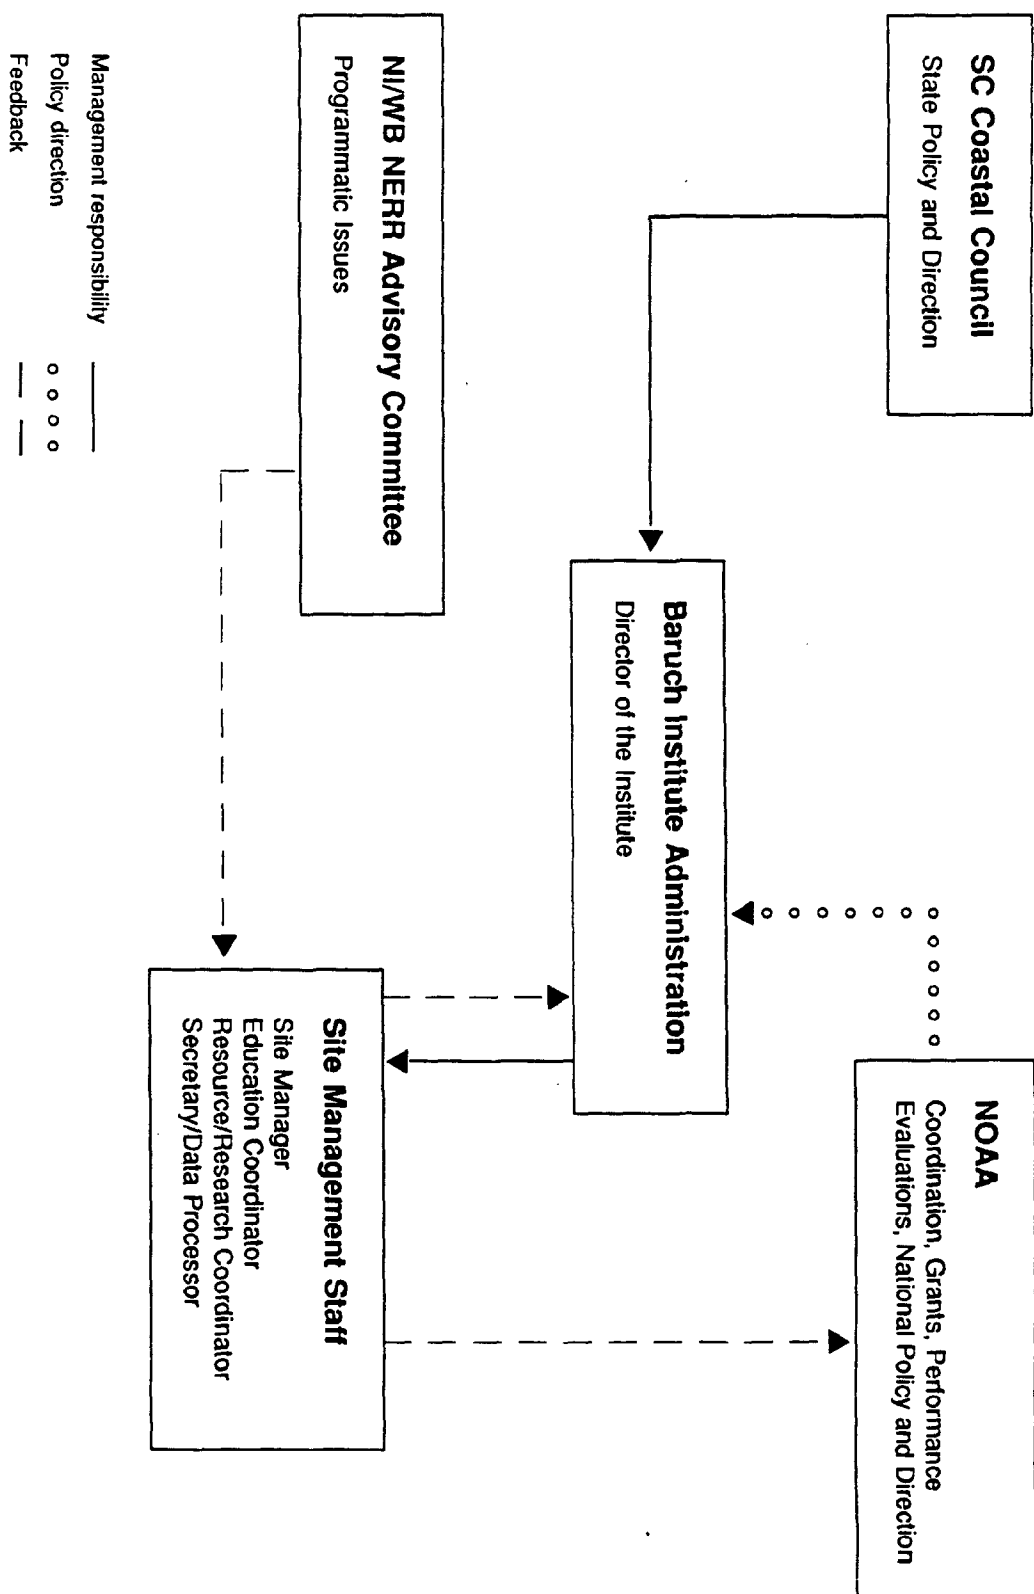 SC Coastal Council
State Policy and Direction
NOAA
Coordination, Grants, Performance
Evaluations, National Policy and Direction
Baruch Institute Administration
Director of the Institute
NI/WB NERR Advisory Committee
Programmatic Issues
Site Management Staff
Site Manager
Education Coordinator
Resource/Research Coordinator
Secretary/Data Processor
Management responsibility
Policy direction
Feedback